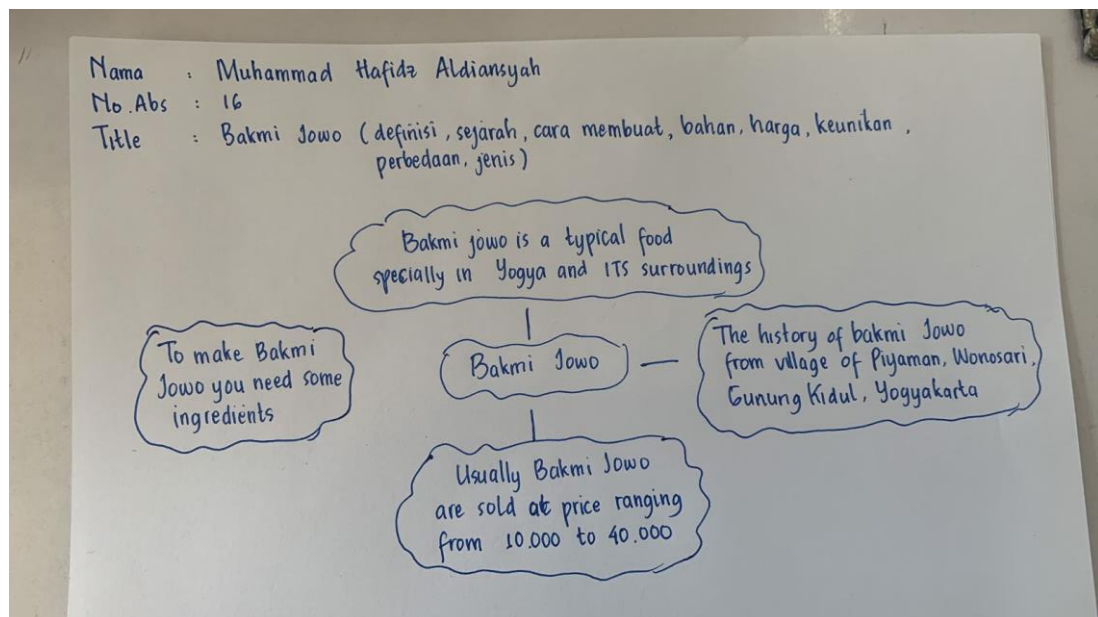 Nama : Muhammad Hafidz Aldiansyah
No.Abs : 16
Title : Bakmi Jowo (definisi, sejarah, cara membuat, bahan, harga, keunikan,
perbedaan, jenis)
Bakmi jowo is a typical food
specially in Yogya and ITS surroundings
To make Bakmi
Jowo you need some
ingredients
Bakmi Jowo
The history of bakmi Jowo
from village of Piyaman, Wonosari,
Gunung Kidul, Yogyakarta
Usually Bakmi Jowo
are sold at price ranging
from 10.000 to 40.000